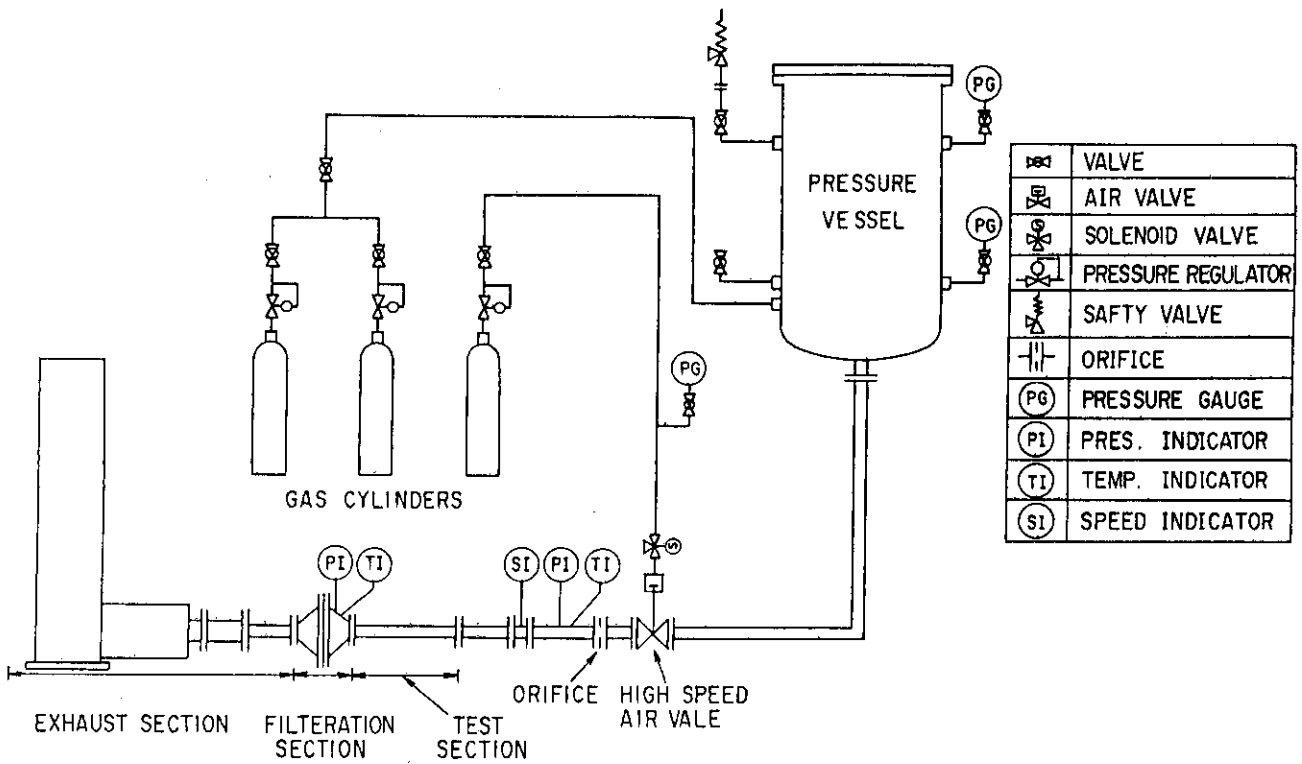 PG
PRESSURE
VESSEL
PG
PG
GAS CYLINDERS
S
PI TI
SI PI TI
ORIFICE HIGH SPEED
AIR VALE
EXHAUST SECTION
FILTERATION
SECTION
TEST
SECTION
VALVE
AIR VALVE
S SOLENOID VALVE
PRESSURE REGULATOR
SAFTY VALVE
ORIFICE
PG PRESSURE GAUGE
PI PRES. INDICATOR
TI TEMP. INDICATOR
SI SPEED INDICATOR